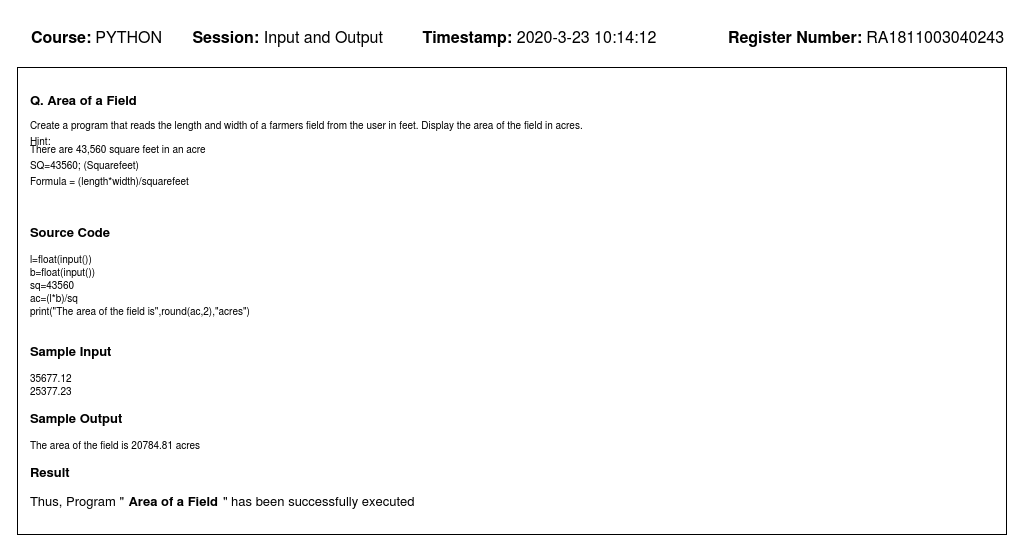 Course: PYTHON Session: Input and Output Timestamp: 2020-3-23 10:14:12 Register Number: RA1811003040243
Q. Area of a Field
Create a program that reads the length and width of a farmers field from the user in feet. Display the area of the field in acres.
Hint:
There are 43,560 square feet in an acre
SQ=43560; (Squarefeet)
Formula = (length*width)/squarefeet
Source Code
l=float(input())
b=float(input())
sq=43560
ac=(l*b)/sq
print("The area of the field is",round(ac,2),"acres")
Sample Input
35677.12
25377.23
Sample Output
The area of the field is 20784.81 acres
Result
Thus, Program " Area of a Field " has been successfully executed